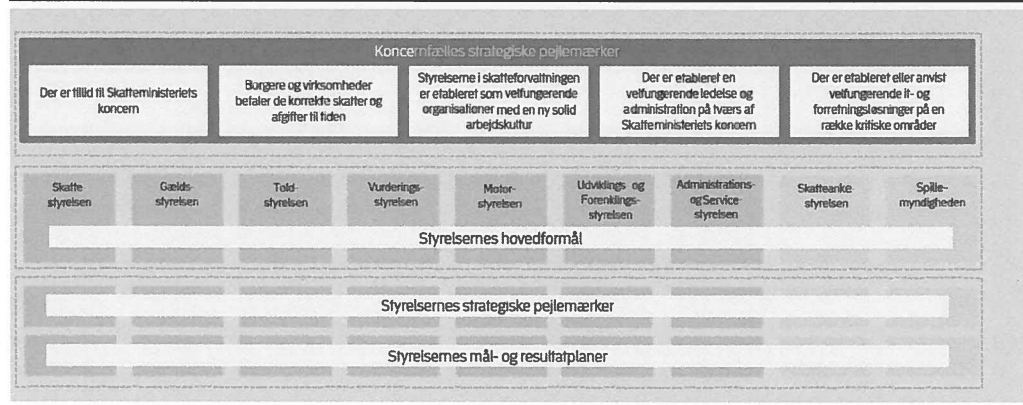 Koncernfælles strategiske pejlemærker
Der er tillid til Skatteministeriets
koncern
Borgere og virksomheder
befaler de korrekte skatter og
afgifter til tiden
Styrelserne i skatteforvaltningen
er etableret som velfungerende
organisationer med en ny solid
arbejdskultur
Der er etableret en
velfungerende ledelse og
administration på tværs af
Skatteministeriets koncern
Der er etableret eller anvist
velfungerende it- og
forretningsløsninger på en
række kritiske områder
Skatte
styrelsen
Gælds-
styrelsen
Told-
styrelsen
Vurderings-
styrelsen
Motor-
styrelsen
Udviklings- og
Forenklings-
styrelsen
Administrations-
og Service-
styrelsen
Skatteanke-
styrelsen
Spille-
myndigheden
Styrelsernes hovedformål
Styrelsernes strategiske pejlemærker
Styrelsernes mål- og resultatplaner